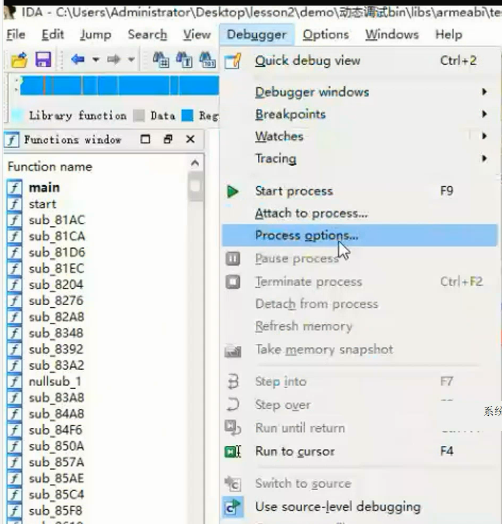 IDA - C:\Users\Administrator\Desktop\lesson2\demo\动态调试bin\libs\armeabi\te
File Edit Jump Search View Debugger Options Windows Help
Quick debug view Ctrl+2
Debugger windows
Breakpoints
Library function Data Reg
Watches
Functions window
Tracing
Function name
Start process F9
main
start
Attach to process...
sub_81AC
Process options...
sub_81CA
sub_81D6
Pause process
sub_81EC
sub_8204
Terminate process Ctrl+F2
sub_8276
Detach from process
sub_82A8
Refresh memory
sub_8348
sub_8392
Take memory snapshot
sub_83A2
nullsub_1
Step into F7
sub_83A8
Step over
sub_84A8
系统
sub_84F6
Run until return
sub_850A
Run to cursor F4
sub_857A
sub_85AE
Switch to source
sub_85C4
Use source-level debugging
sub_85F8